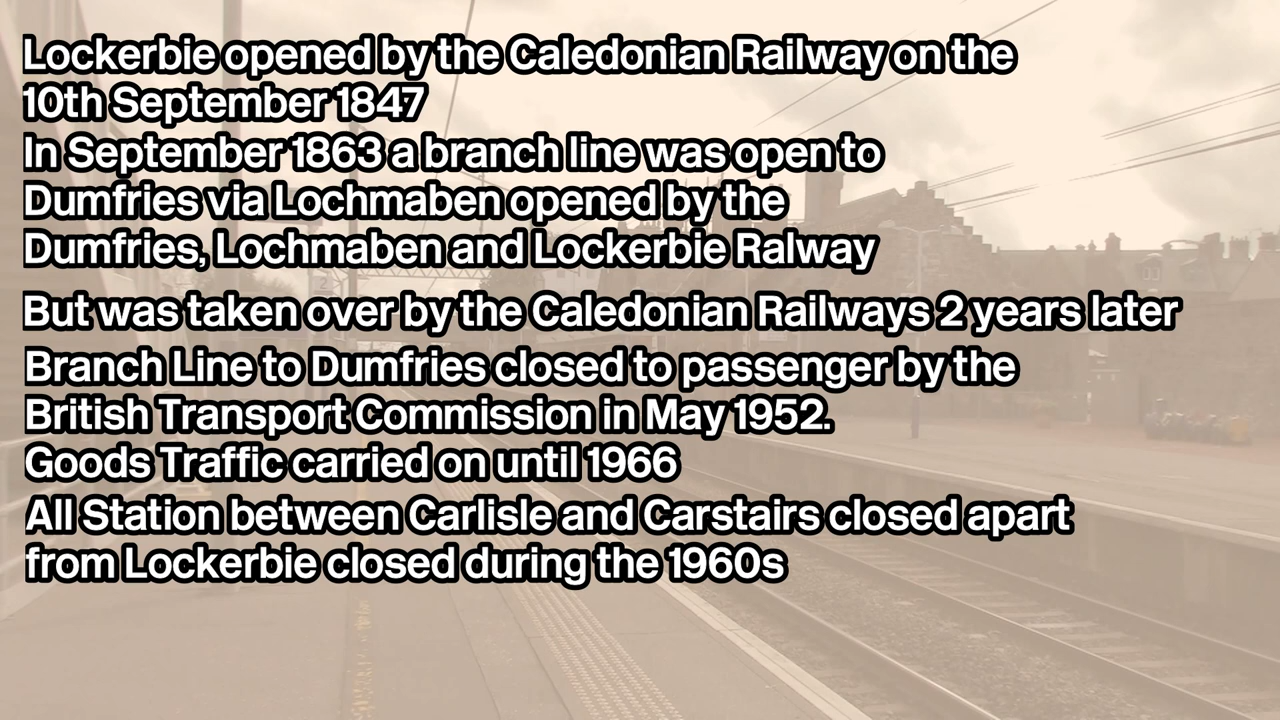 Lockerbie opened by the Caledonian Railway on the
10th September 1847
In September 1863 a branch line was open to
Dumfries via Lochmaben opened by the
Dumfries, Lochmaben and Lockerbie Ralway
But was taken over by the Caledonian Railways 2 years later
Branch Line to Dumfries closed to passenger by the
British Transport Commission in May 1952.
Goods Traffic carried on until 1966
All Station between Carlisle and Carstairs closed apart
from Lockerbie closed during the 1960s